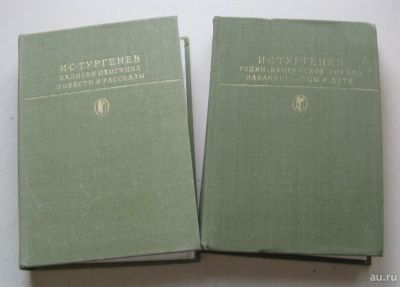 И·С·ТУРГЕНЕВ
ЗАПИСКИ ОХОТНИКА
ПОВЕСТИ И РАССКАЗЫ
И·С·ТУРГЕНЕВ
РУДИН·ДВОРЯНСКОЕ ГНЕЗДО
НАКАНУНЕ·ОТЦЫ И ДЕТИ
au.ru